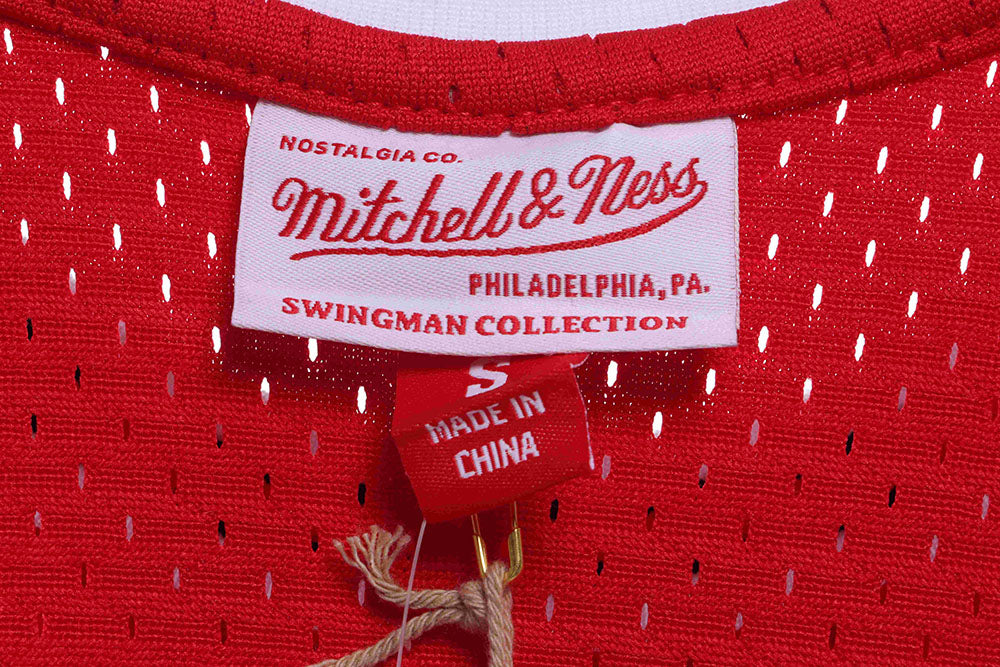 NOSTALGIA CO.
Mitchell & Ness
PHILADELPHIA, PA.
SWINGMAN COLLECTION
S
MADE IN
CHINA